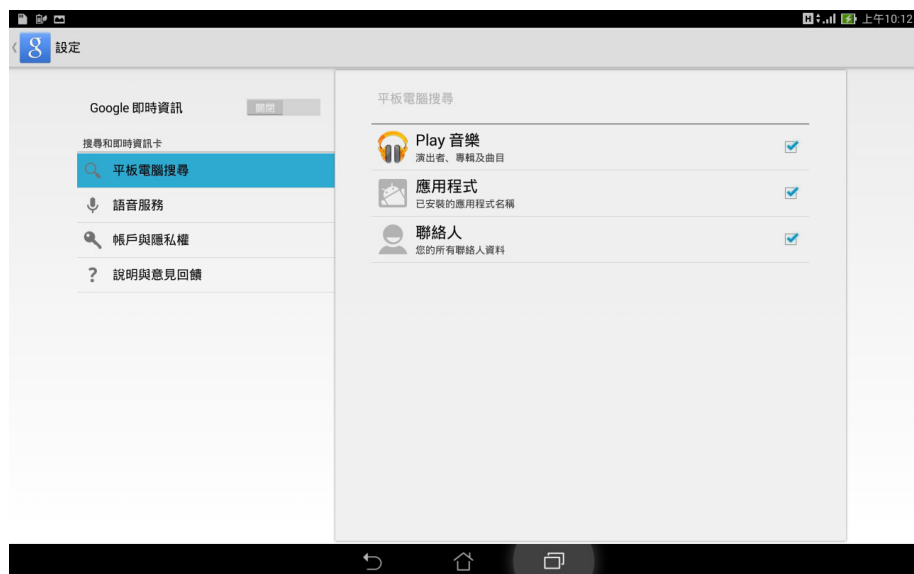 H 上午10:12
8 設定
Google 即時資訊 關閉
搜尋和即時資訊卡
平板電腦搜尋
語音服務
帳戶與隱私權
? 說明與意見回饋
平板電腦搜尋
Play 音樂
演出者、專輯及曲目
應用程式
已安裝的應用程式名稱
聯絡人
您的所有聯絡人資料